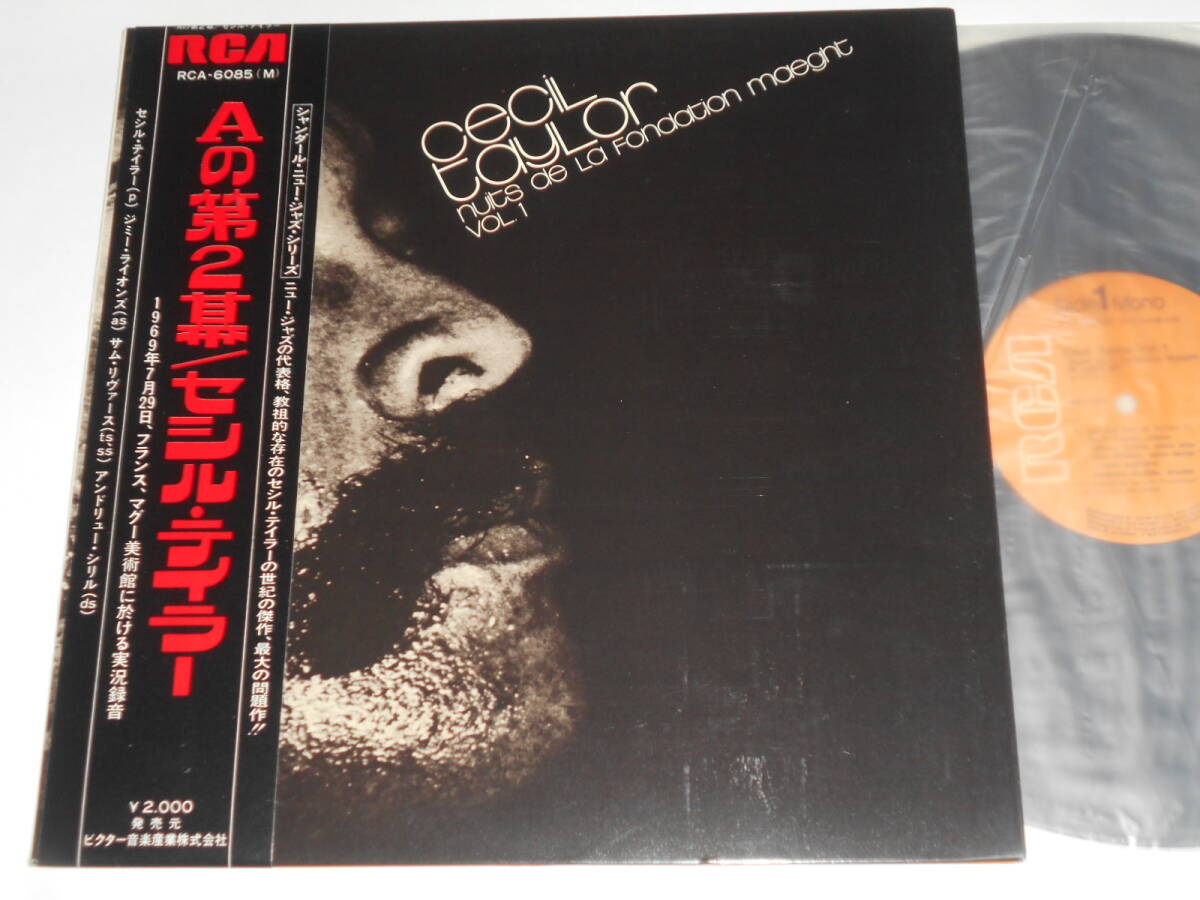 RCA
RCA-6085(M)
Aの第2幕/セシル・テイラー
シャンダール・ニュー・ジャズ・シリーズ
ニュー・ジャズの代表格、教祖的な存在のセシル・テイラーの世紀の傑作、最大の問題作!!
1969年7月29日、フランス、マグー美術館に於ける実況録音
セシル・テイラー(p) ジミー・ライオンズ(as) サム・リヴァース(ts、ss) アンドリュー・シリル(ds)
¥2.000
発売元
ビクター音楽産業株式会社
cecil
taylor
nuits de la fondation maeght
VOL.1
Side 1 Mono
RCA